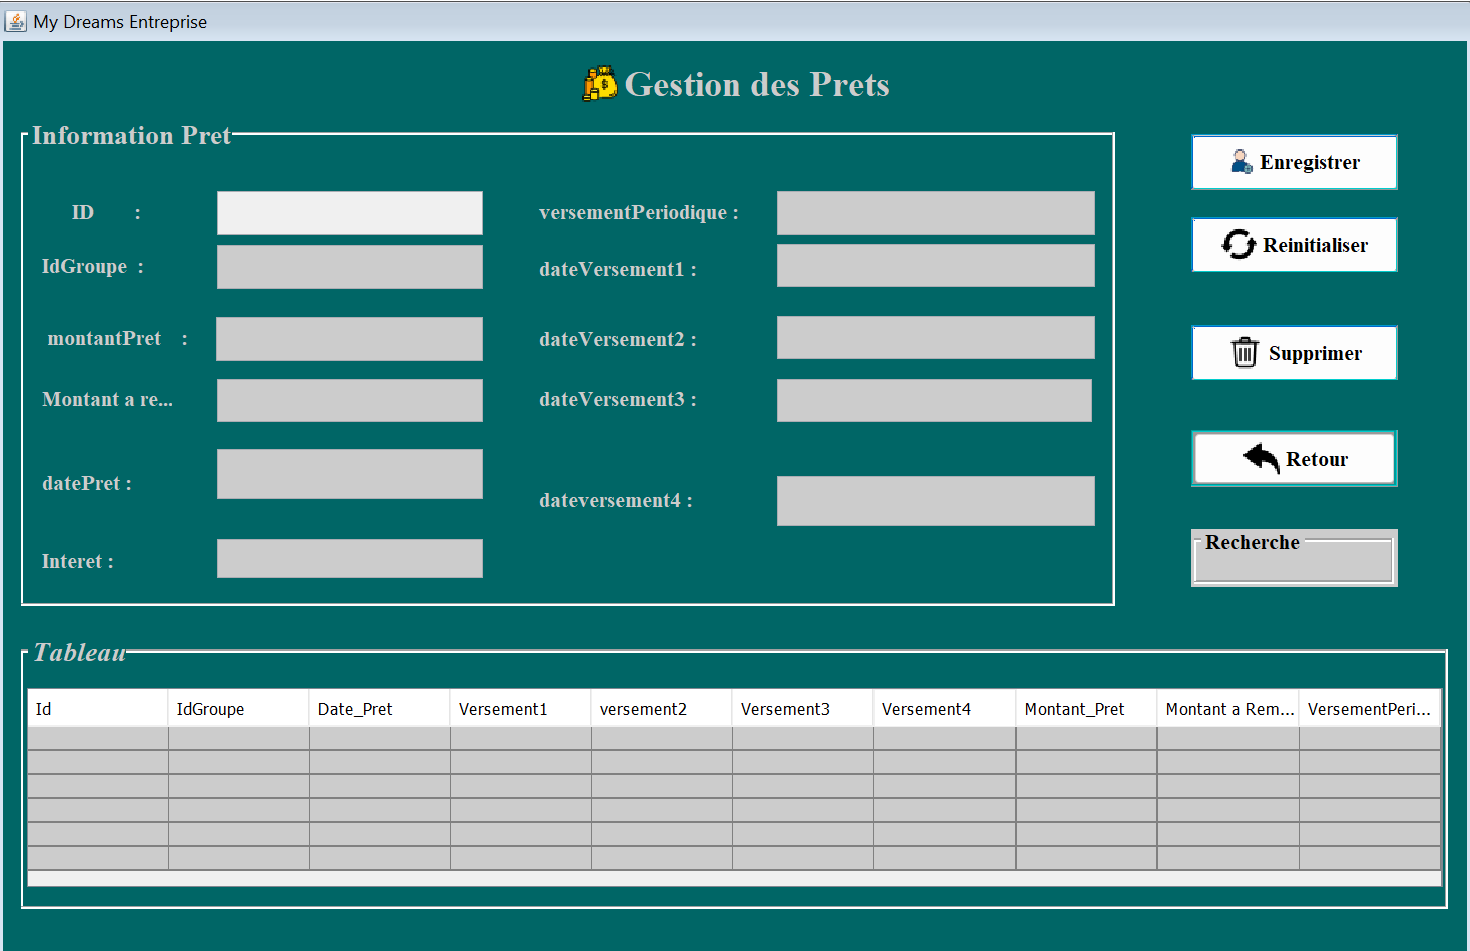 My Dreams Entreprise
Gestion des Prets
Information Pret
ID :
versementPeriodique :
IdGroupe :
dateVersement1 :
montantPret :
dateVersement2 :
Montant a re...
dateVersement3 :
datePret :
dateversement4 :
Interet :
Enregistrer
Reinitialiser
Supprimer
Retour
Recherche
Tableau
Id IdGroupe Date_Pret Versement1 versement2 Versement3 Versement4 Montant_Pret Montant a Rem... VersementPeri...